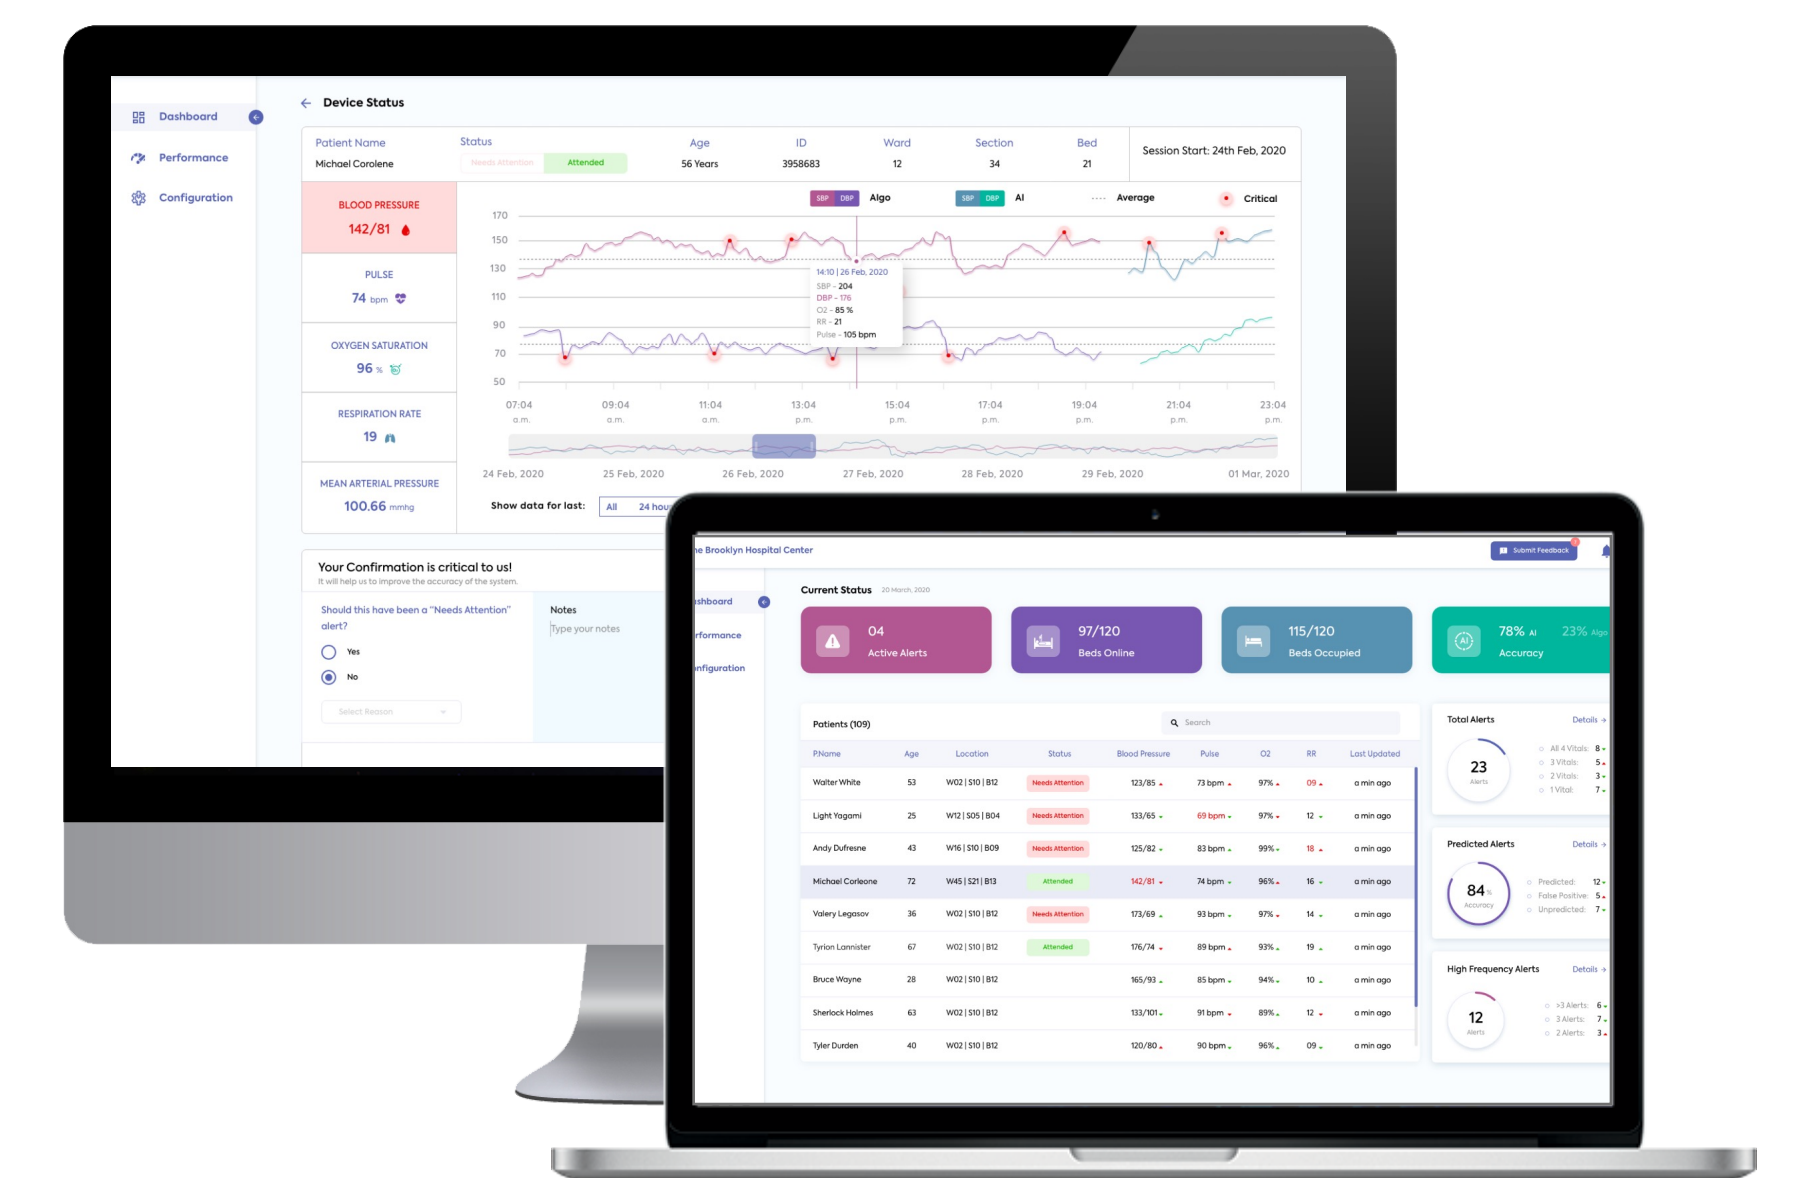 Device Status
Dashboard
Performance
Configuration
Patient Name Status Age ID Ward Section Bed
Michael Corolene Needs Attention Attended 56 Years 3958683 12 34 21
Session Start: 24th Feb, 2020
BLOOD PRESSURE
142/81
PULSE
74 bpm
OXYGEN SATURATION
96 %
RESPIRATION RATE
19
MEAN ARTERIAL PRESSURE
100.66 mmhg
SBP DBP Algo SBP DBP AI Average Critical
170
150
130
110
90
70
50
14:10 | 26 Feb, 2020
SBP - 204
DBP - 176
O2 - 85 %
RR - 21
Pulse - 105 bpm
07:04 09:04 11:04 13:04 15:04 17:04 19:04 21:04 23:04
a.m. a.m. a.m. p.m. p.m. p.m. p.m. p.m. p.m.
24 Feb, 2020 25 Feb, 2020 26 Feb, 2020 27 Feb, 2020 28 Feb, 2020 29 Feb, 2020 01 Mar, 2020
Show data for last: All 24 hou
Your Confirmation is critical to us!
It will help us to improve the accuracy of the system.
Should this have been a "Needs Attention"
alert?
Yes
No
Select Reason
Notes
Type your notes
he Brooklyn Hospital Center
Submit Feedback
shboard
rformance
onfiguration
Current Status 20 March, 2020
04
Active Alerts
97/120
Beds Online
115/120
Beds Occupied
78% AI 23% Algo
Accuracy
Patients (109) Search
P.Name Age Location Status Blood Pressure Pulse O2 RR Last Updated
Walter White 53 W02 | S10 | B12 Needs Attention 123/85 73 bpm 97% 09 a min ago
Light Yagami 25 W12 | S05 | B04 Needs Attention 133/65 69 bpm 97% 12 a min ago
Andy Dufresne 43 W16 | S10 | B09 Needs Attention 125/82 83 bpm 99% 18 a min ago
Michael Corleone 72 W45 | S21 | B13 Attended 142/81 74 bpm 96% 16 a min ago
Valery Legasov 36 W02 | S10 | B12 Needs Attention 173/69 93 bpm 97% 14 a min ago
Tyrion Lannister 67 W02 | S10 | B12 Attended 176/74 89 bpm 93% 19 a min ago
Bruce Wayne 28 W02 | S10 | B12 165/93 85 bpm 94% 10 a min ago
Sherlock Holmes 63 W02 | S10 | B12 133/101 91 bpm 89% 12 a min ago
Tyler Durden 40 W02 | S10 | B12 120/80 90 bpm 96% 09 a min ago
Total Alerts Details
23
Alerts
All 4 Vitals: 8
3 Vitals: 5
2 Vitals: 3
1 Vital: 7
Predicted Alerts Details
84 %
Accuracy
Predicted: 12
False Positive: 5
Unpredicted: 7
High Frequency Alerts Details
12
Alerts
>3 Alerts: 6
3 Alerts: 7
2 Alerts: 3